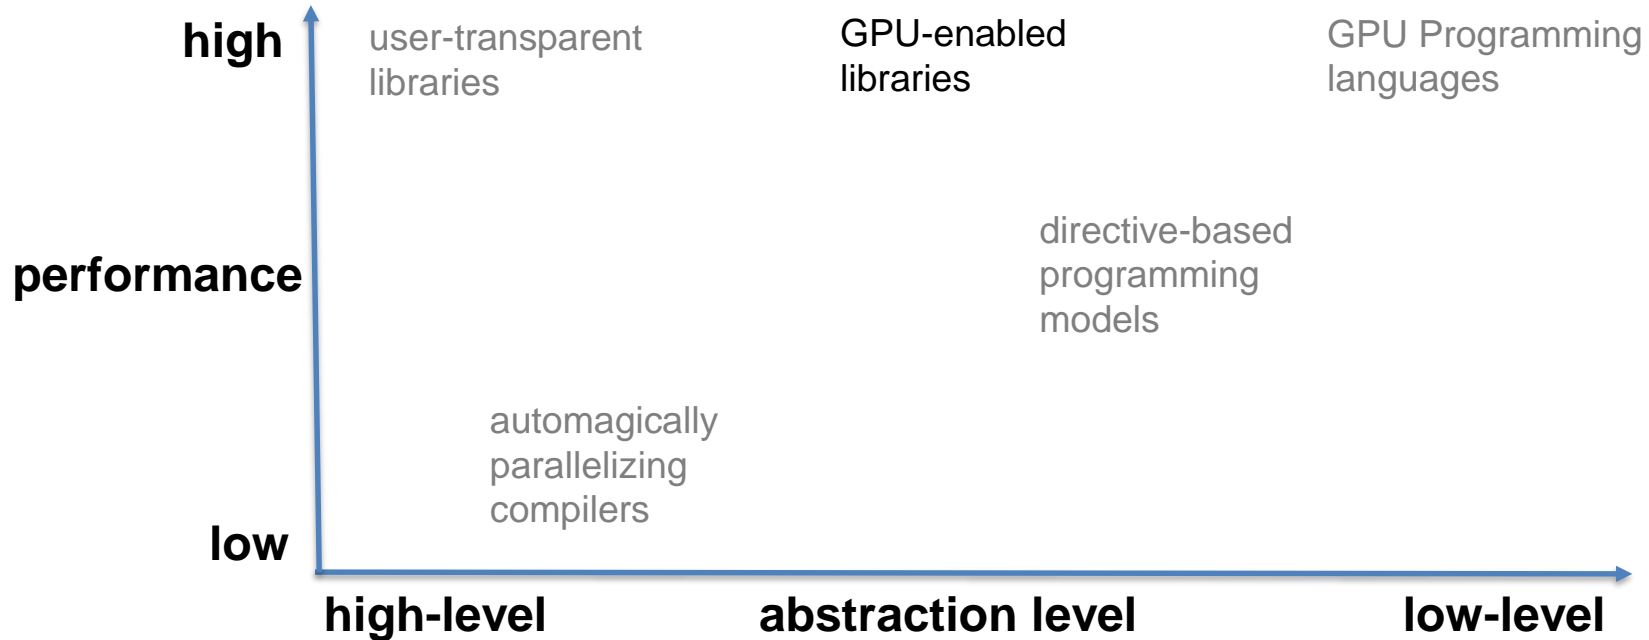 high
user-transparent
libraries
GPU-enabled
libraries
GPU Programming
languages
performance
directive-based
programming
models
automagically
parallelizing
compilers
low
high-level
abstraction level
low-level